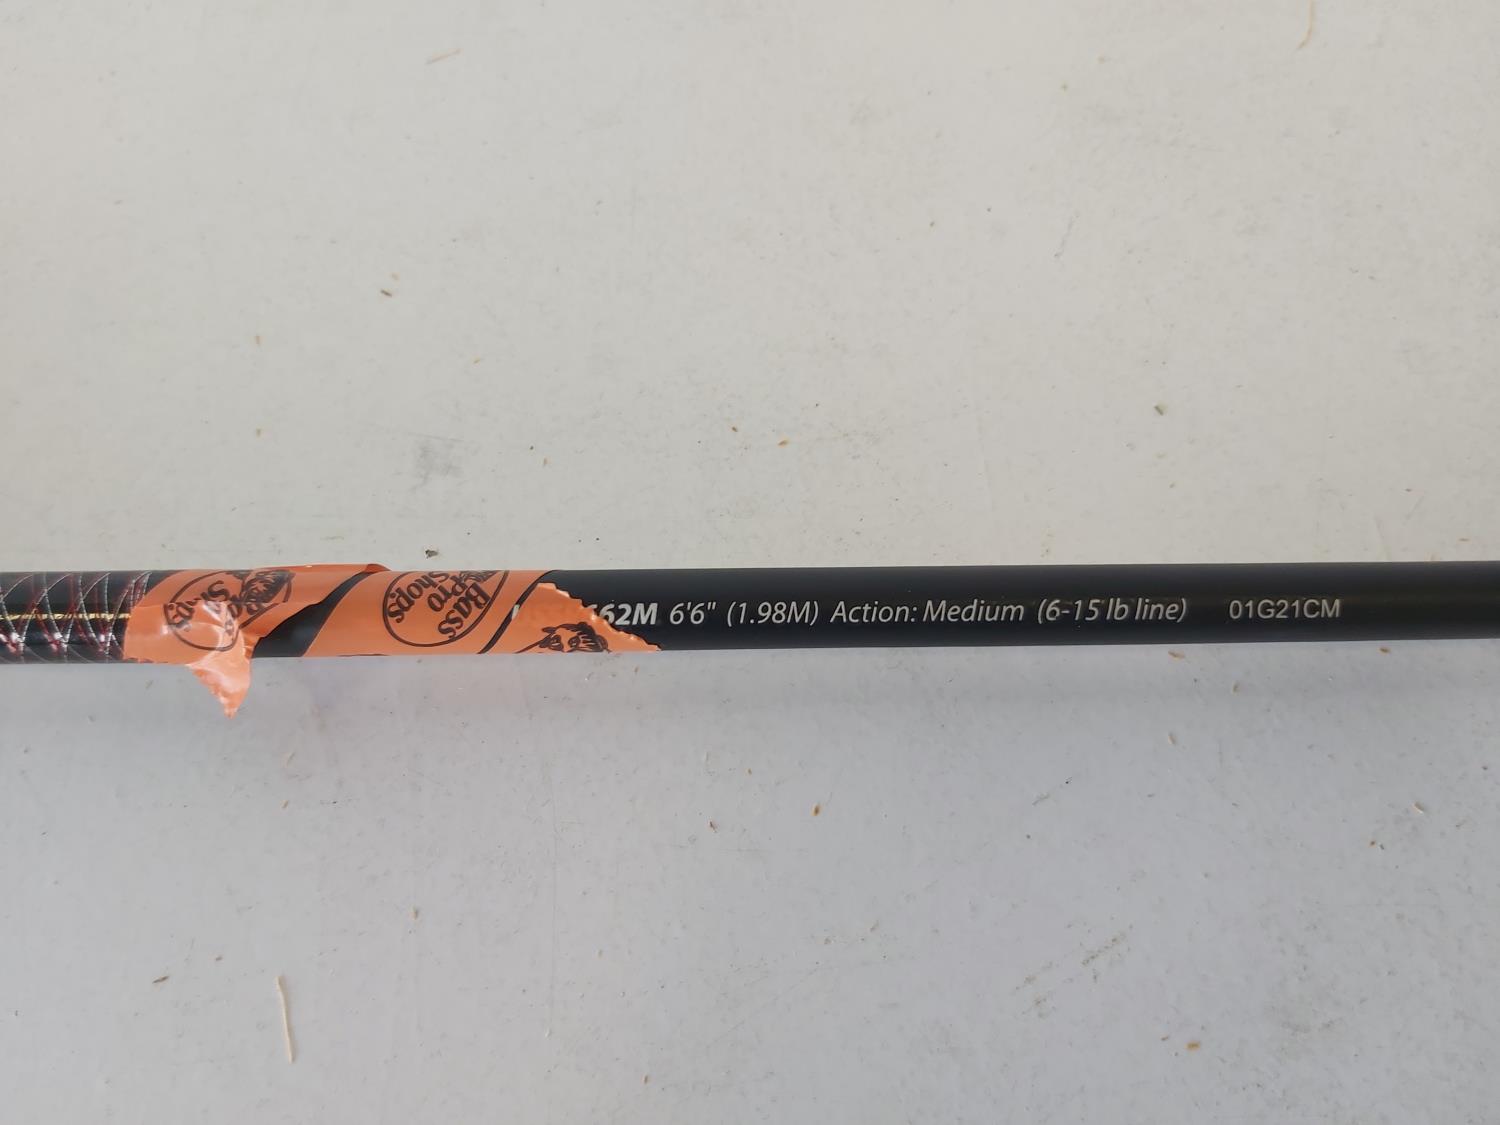 Bass
Pro
Shops
Bass
Pro
Shops
62M 6'6" (1.98M) Action: Medium (6-15 lb line) 01G21CM